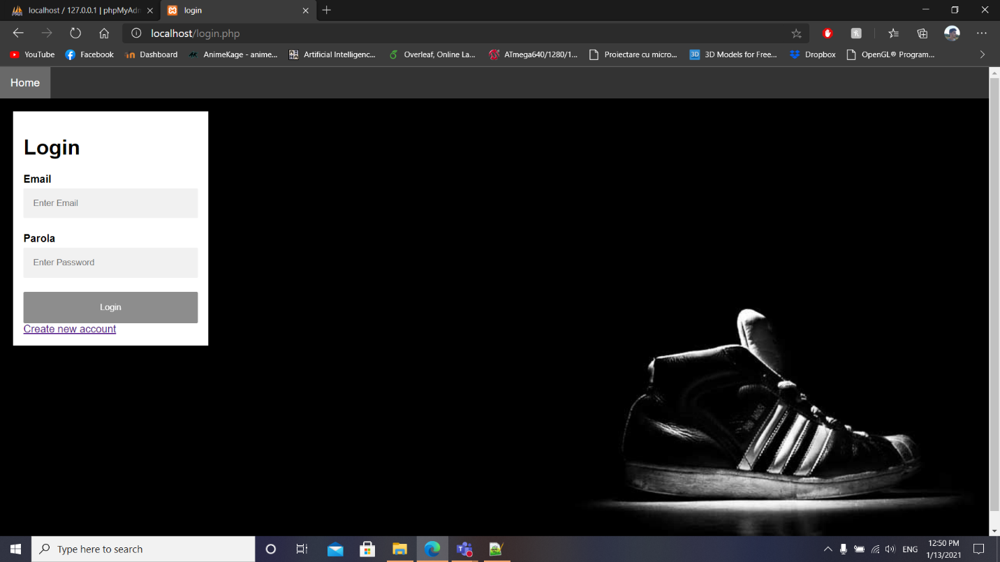 localhost / 127.0.0.1 | phpMyAdm
login
localhost/login.php
YouTube
Facebook
Dashboard
AnimeKage - anime...
Artificial Intelligenc...
Overleaf, Online La...
ATmega640/1280/1...
Proiectare cu micro...
3D Models for Free...
Dropbox
OpenGL® Program...
Home
Login
Email
Enter Email
Parola
Enter Password
Login
Create new account
Type here to search
ENG
12:50 PM
1/13/2021